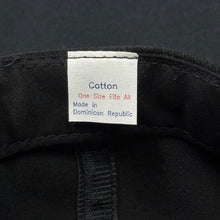 Cotton
One Size Fits All
Made in
Dominican Republic